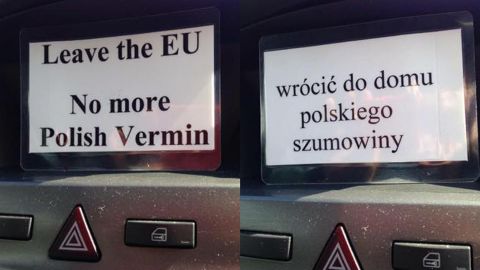 Leave the EU
No more
Polish Vermin
wrócić do domu
polskiego
szumowiny